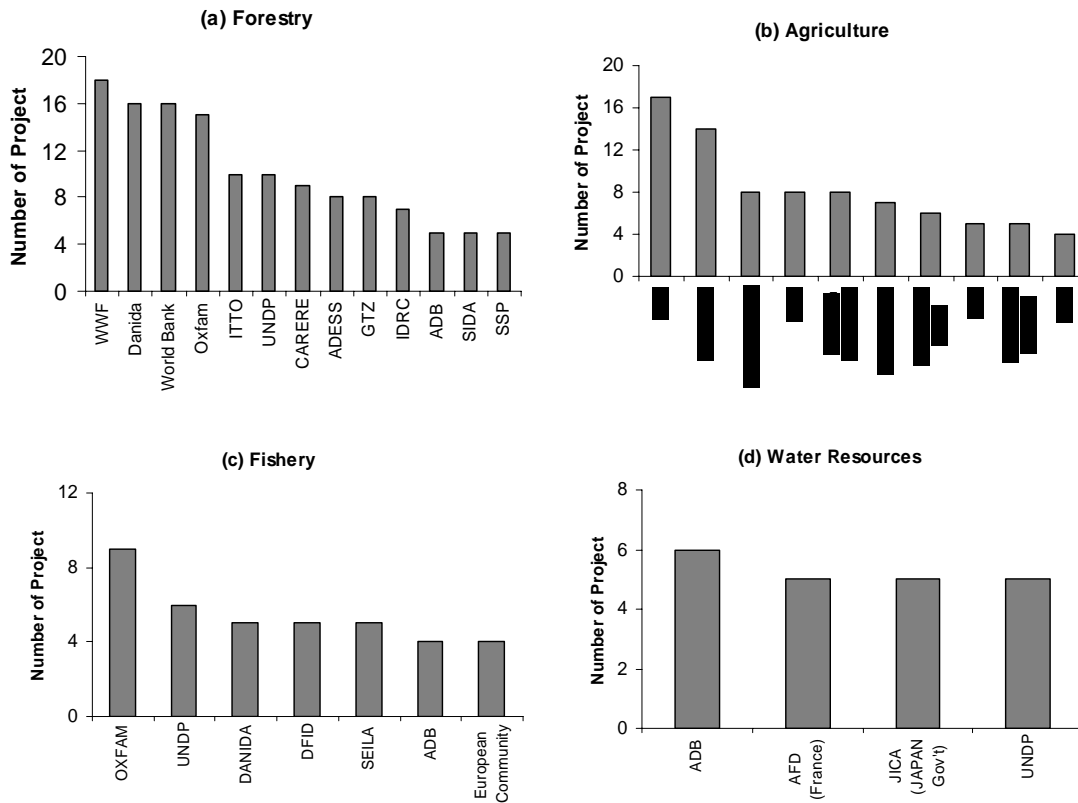 (a) Forestry
Number of Project
20
16
12
8
4
0
WWF
Danida
World Bank
Oxfam
ITTO
UNDP
CARERE
ADESS
GTZ
IDRC
ADB
SIDA
SSP
(b) Agriculture
Number of Project
20
16
12
8
4
0
(c) Fishery
Number of Project
12
8
4
0
OXFAM
UNDP
DANIDA
DFID
SEILA
ADB
European
Community
(d) Water Resources
Number of Project
8
6
4
2
0
ADB
AFD
(France)
JICA
(JAPAN
Gov't)
UNDP